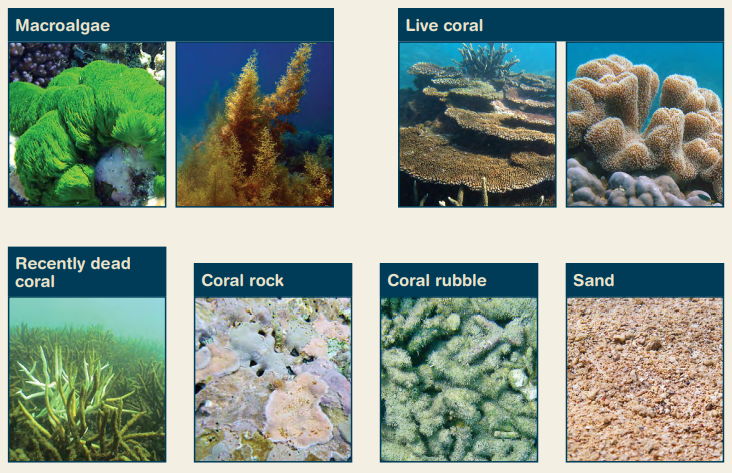 Macroalgae
Live coral
Recently dead
coral
Coral rock
Coral rubble
Sand